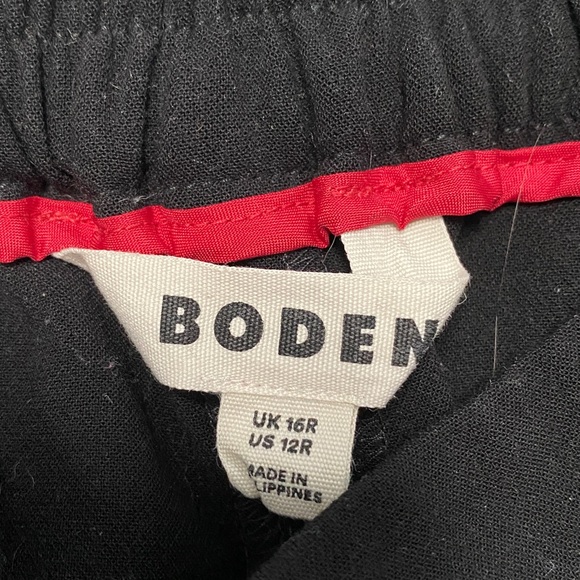 BODEN
UK 16R
US 12R
MADE IN
LIPPINES